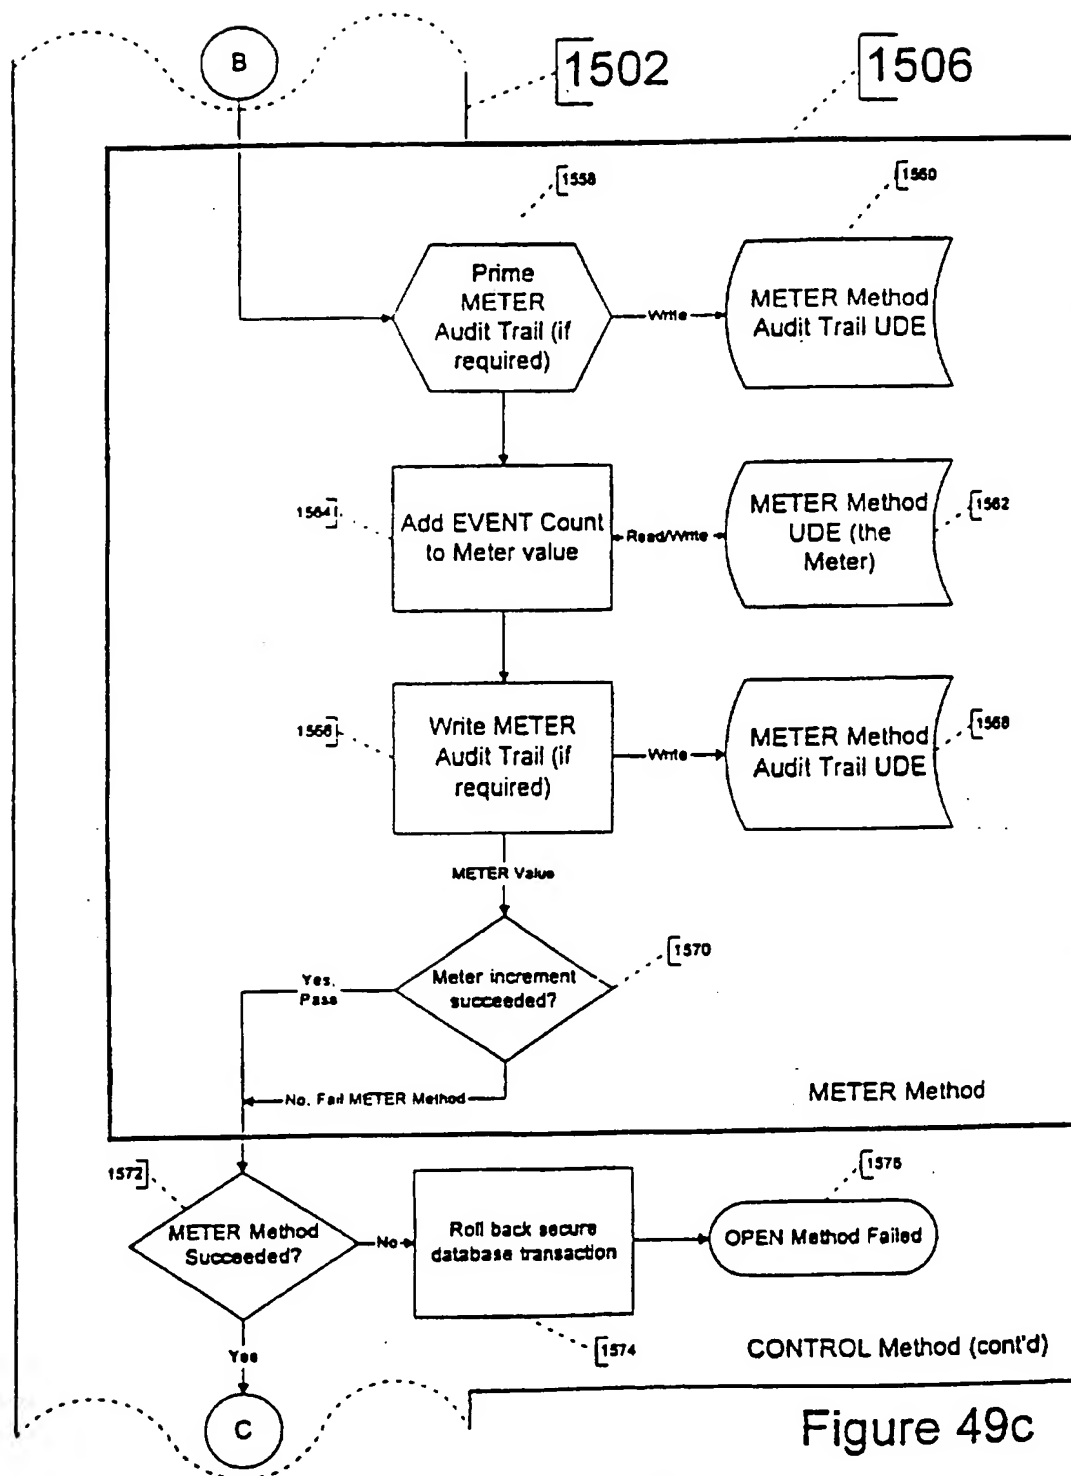 B
1502
1506
1558
1560
Prime
METER
Audit Trail (if
required)
Write
METER Method
Audit Trail UDE
1564
Add EVENT Count
to Meter value
Read/Write
METER Method
UDE (the
Meter)
1562
1566
Write METER
Audit Trail (if
required)
Write
METER Method
Audit Trail UDE
1568
METER Value
Meter increment
succeeded?
1570
Yes,
Pass
No, Fail METER Method
METER Method
1572
METER Method
Succeeded?
No
Roll back secure
database transaction
1574
1576
OPEN Method Failed
Yes
CONTROL Method (cont'd)
C
Figure 49c